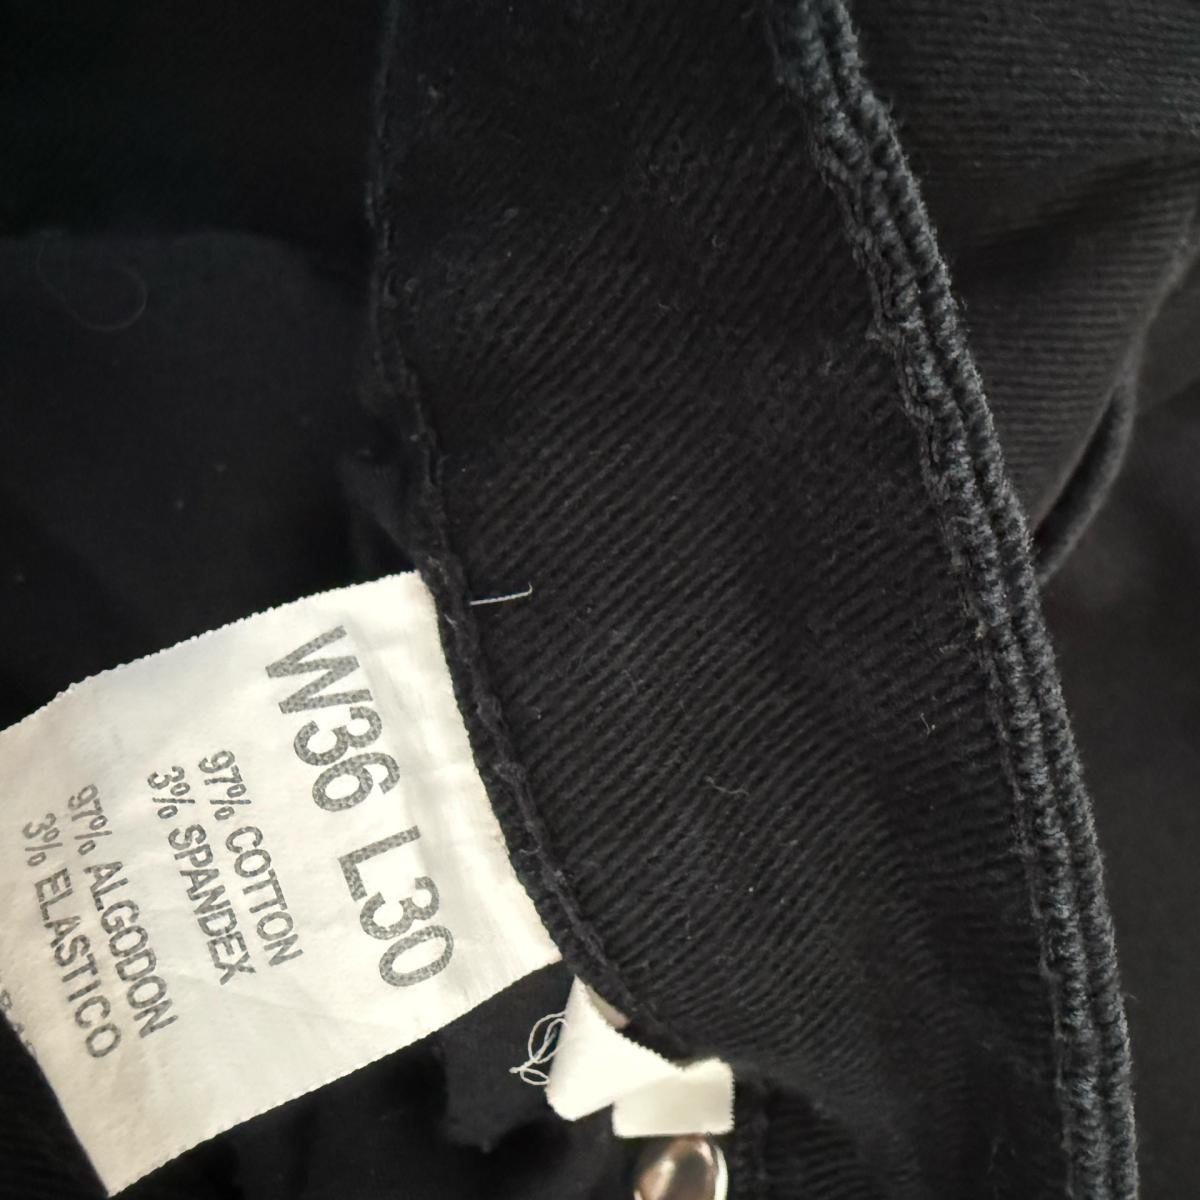 W36 L30
97% COTTON
3% SPANDEX
97% ALGODON
3% ELASTICO